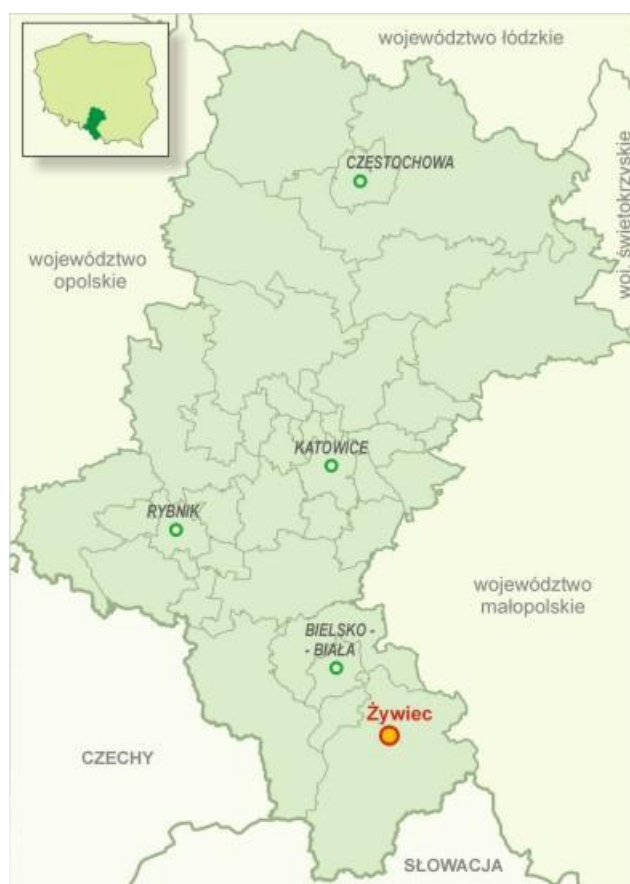 województwo łódzkie
CZĘSTOCHOWA
woj. świętokrzyskie
województwo
opolskie
KATOWICE
RYBNIK
województwo
małopolskie
BIELSKO -
- BIAŁA
Żywiec
CZECHY
SŁOWACJA